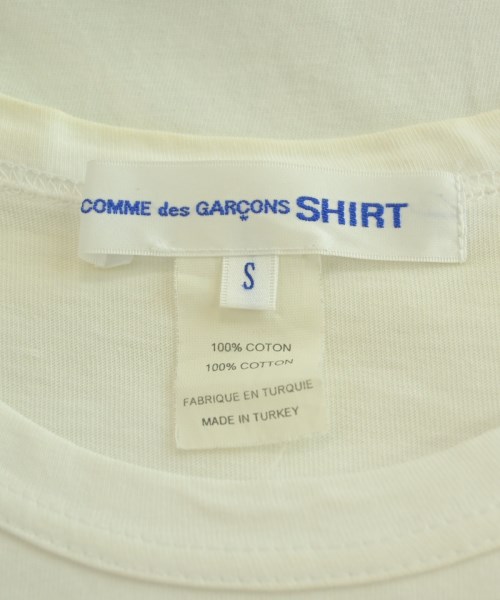 COMME des GARÇONS SHIRT
S
100% COTON
100% COTTON
FABRIQUE EN TURQUIE
MADE IN TURKEY